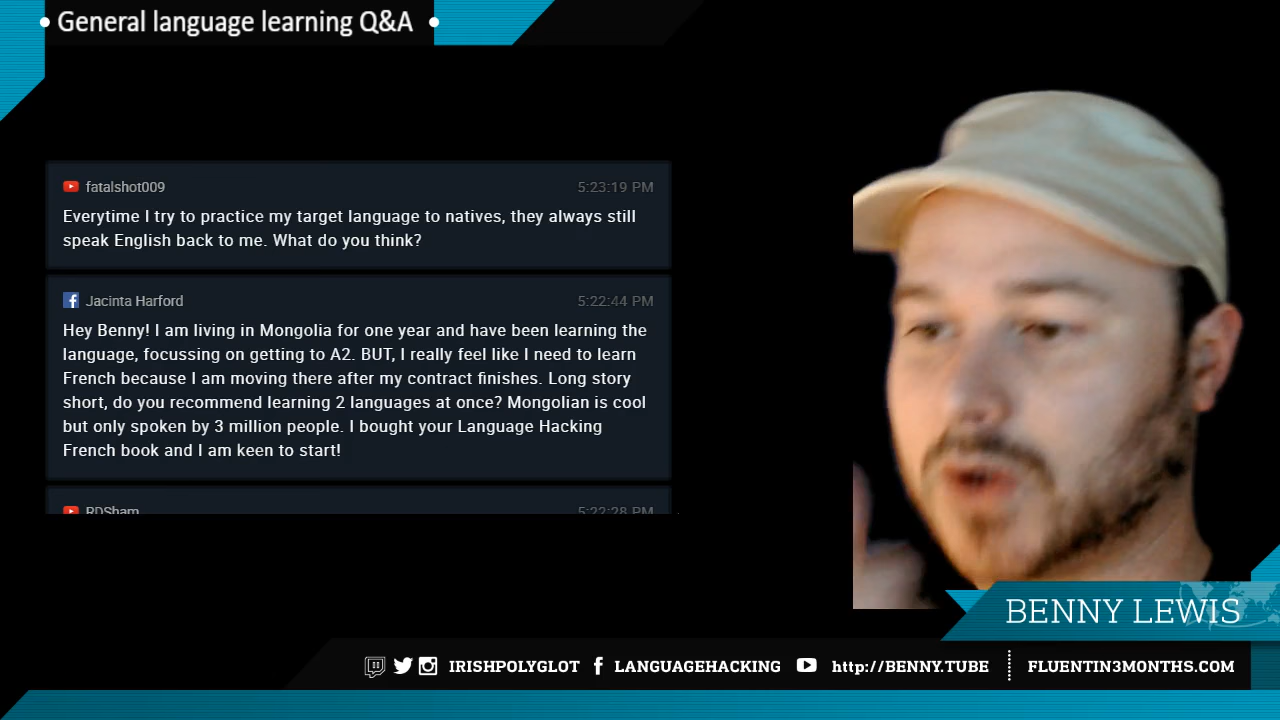 General language learning Q&A
fatalshot009 5:23:19 PM
Everytime I try to practice my target language to natives, they always still
speak English back to me. What do you think?
Jacinta Harford 5:22:44 PM
Hey Benny! I am living in Mongolia for one year and have been learning the
language, focussing on getting to A2. BUT, I really feel like I need to learn
French because I am moving there after my contract finishes. Long story
short, do you recommend learning 2 languages at once? Mongolian is cool
but only spoken by 3 million people. I bought your Language Hacking
French book and I am keen to start!
RDSham 5:22:28 PM
BENNY LEWIS
IRISHPOLYGLOT LANGUAGEHACKING http://BENNY.TUBE FLUENTIN3MONTHS.COM